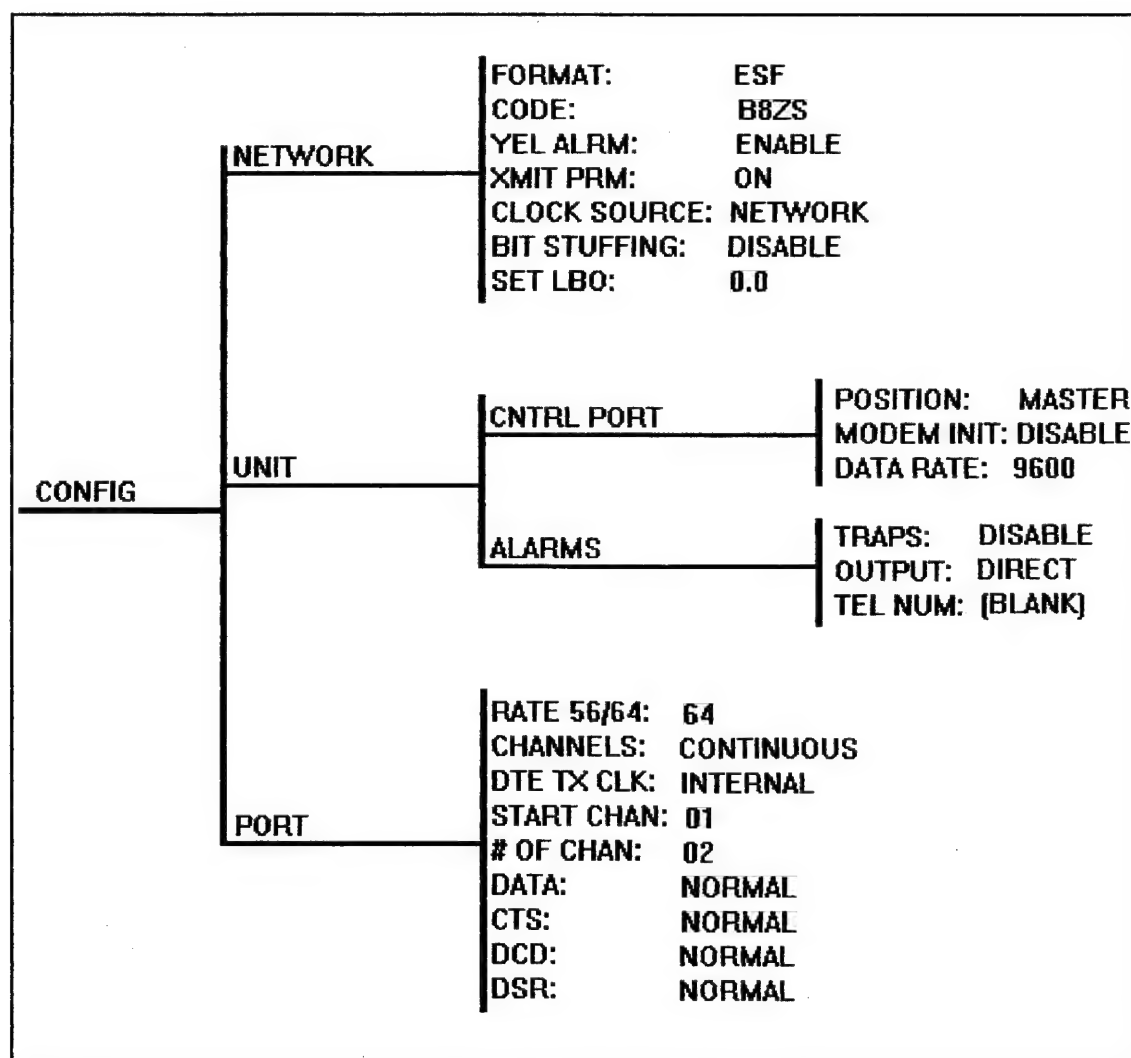 CONFIG
NETWORK
FORMAT: ESF
CODE: B8ZS
YEL ALRM: ENABLE
XMIT PRM: ON
CLOCK SOURCE: NETWORK
BIT STUFFING: DISABLE
SET LBO: 0.0
UNIT
CNTRL PORT
POSITION: MASTER
MODEM INIT: DISABLE
DATA RATE: 9600
ALARMS
TRAPS: DISABLE
OUTPUT: DIRECT
TEL NUM: (BLANK)
PORT
RATE 56/64: 64
CHANNELS: CONTINUOUS
DTE TX CLK: INTERNAL
START CHAN: 01
# OF CHAN: 02
DATA: NORMAL
CTS: NORMAL
DCD: NORMAL
DSR: NORMAL